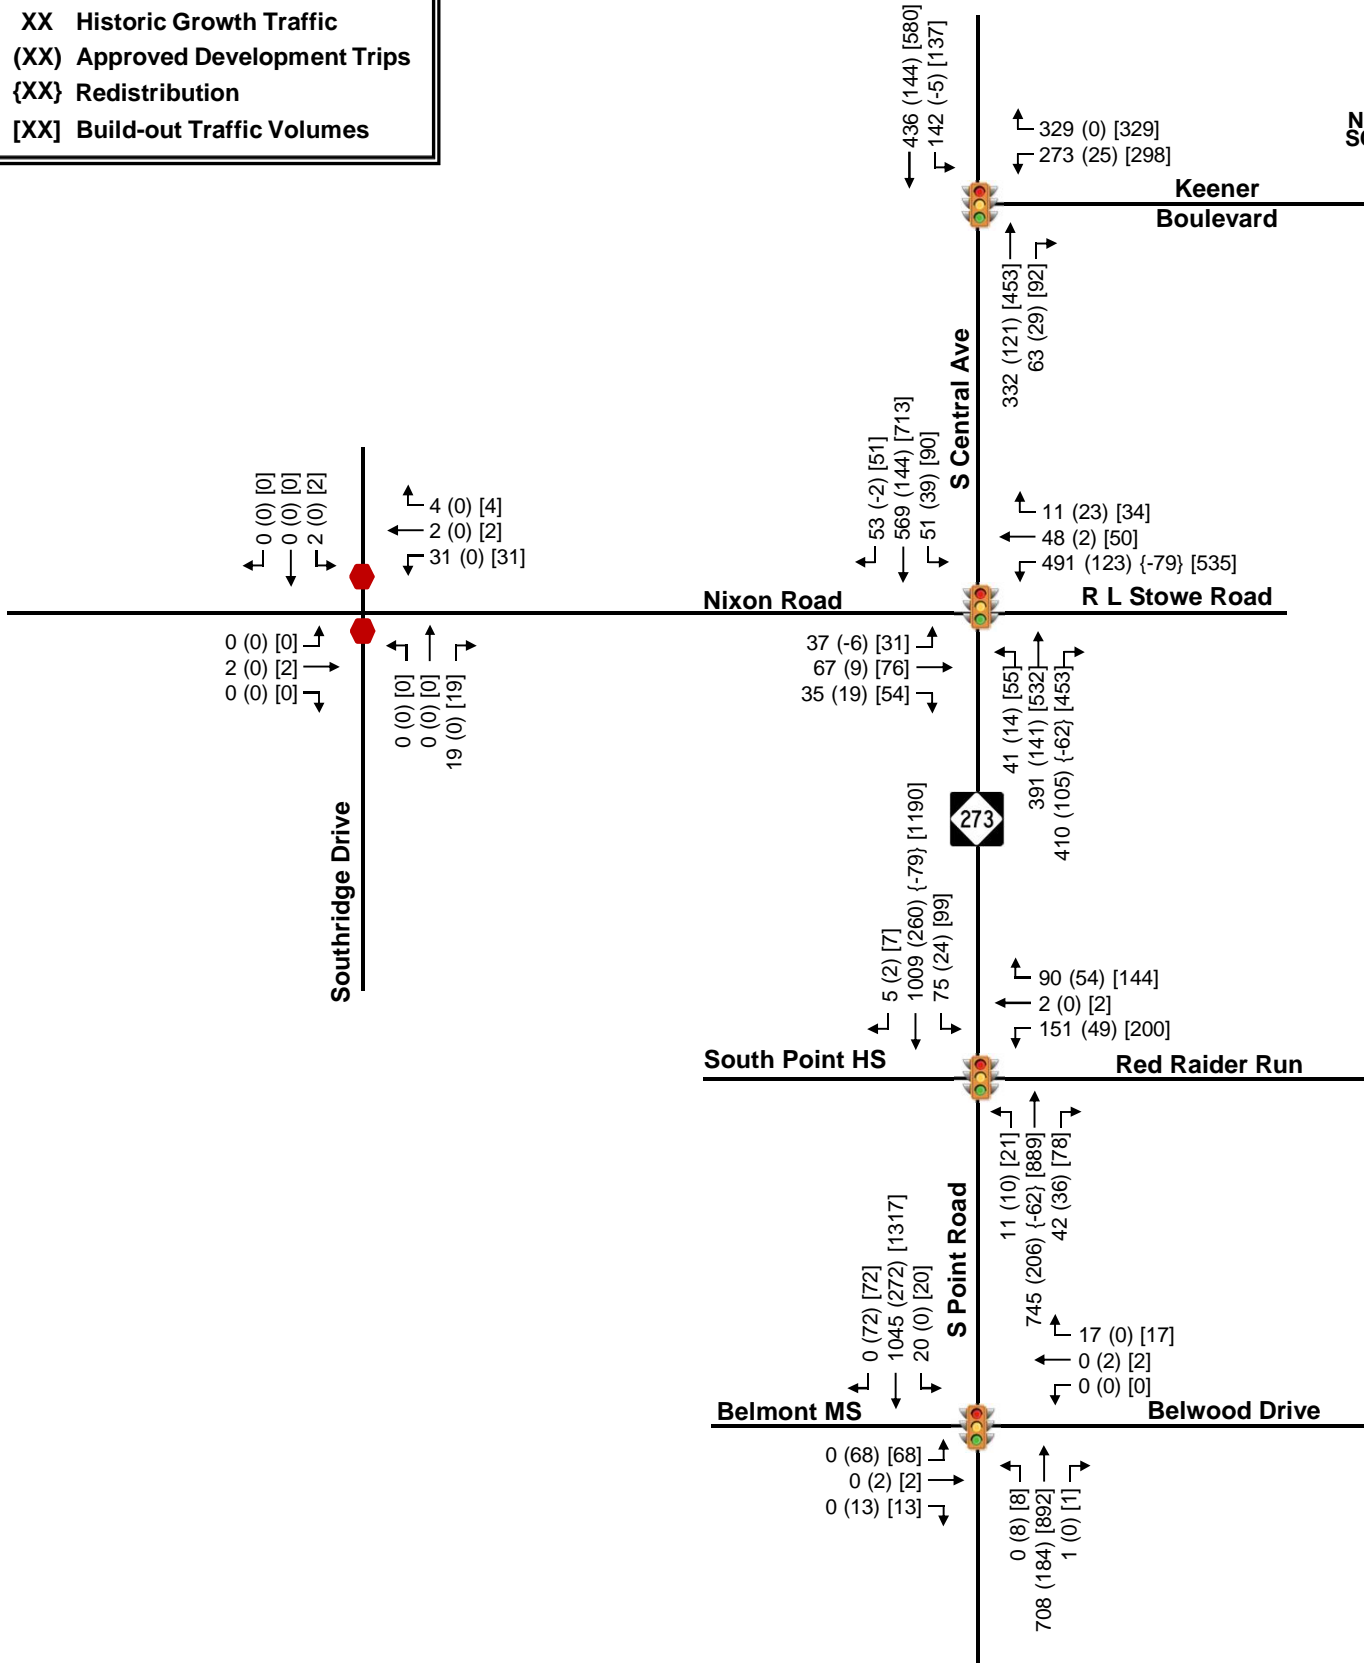 XX Historic Growth Traffic
(XX) Approved Development Trips
{XX} Redistribution
[XX] Build-out Traffic Volumes
436 (144) [580]
142 (-5) [137]
329 (0) [329]
273 (25) [298]
N
SC
Keener
Boulevard
332 (121) [453]
63 (29) [92]
S Central Ave
53 (-2) [51]
569 (144) [713]
51 (39) [90]
11 (23) [34]
48 (2) [50]
491 (123) {-79} [535]
0 (0) [0]
0 (0) [0]
2 (0) [2]
4 (0) [4]
2 (0) [2]
31 (0) [31]
Nixon Road
R L Stowe Road
0 (0) [0]
2 (0) [2]
0 (0) [0]
0 (0) [0]
0 (0) [0]
19 (0) [19]
37 (-6) [31]
67 (9) [76]
35 (19) [54]
41 (14) [55]
391 (141) [532]
410 (105) {-62} [453]
273
Southridge Drive
5 (2) [7]
1009 (260) {-79} [1190]
75 (24) [99]
90 (54) [144]
2 (0) [2]
151 (49) [200]
South Point HS
Red Raider Run
11 (10) [21]
745 (206) {-62} [889]
42 (36) [78]
S Point Road
0 (72) [72]
1045 (272) [1317]
20 (0) [20]
17 (0) [17]
0 (2) [2]
0 (0) [0]
Belmont MS
Belwood Drive
0 (68) [68]
0 (2) [2]
0 (13) [13]
0 (8) [8]
708 (184) [892]
1 (0) [1]